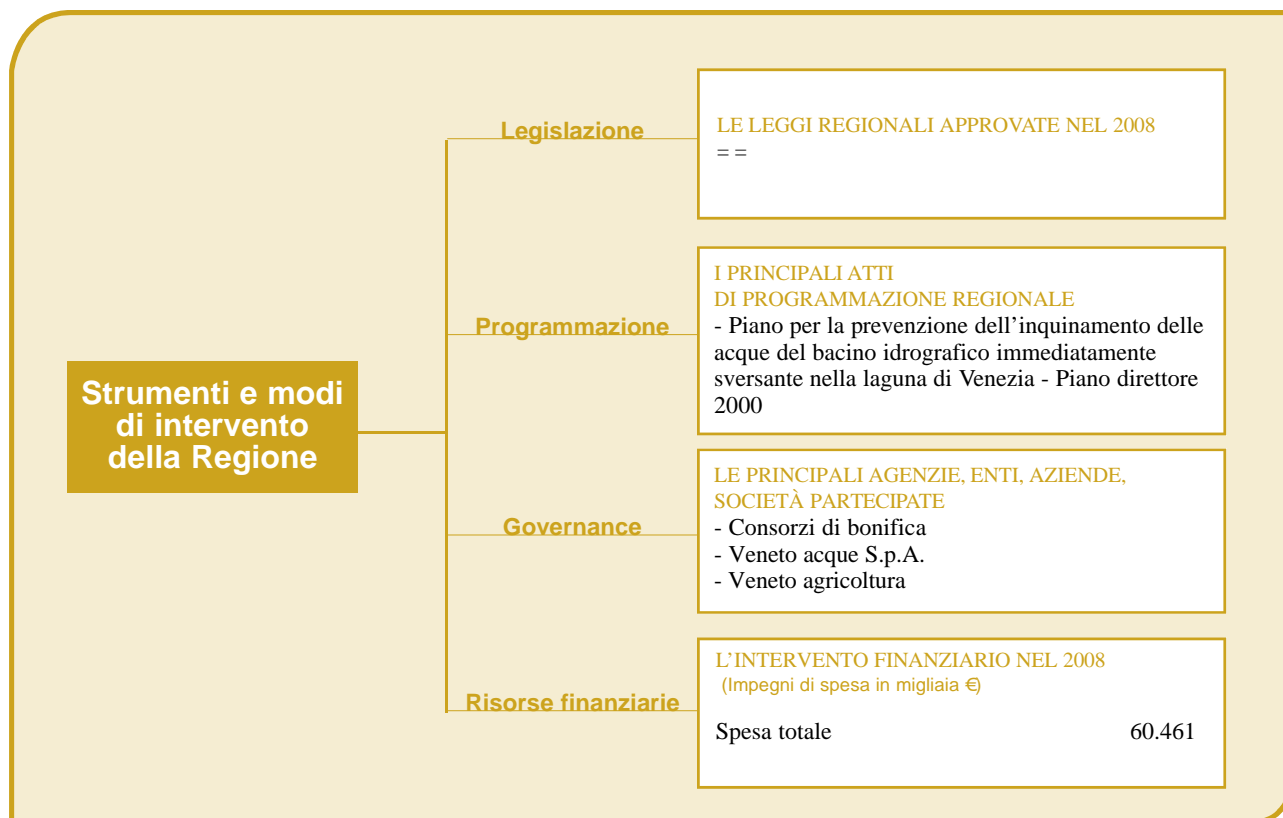 Strumenti e modi
di intervento
della Regione
Legislazione
LE LEGGI REGIONALI APPROVATE NEL 2008
= =
Programmazione
I PRINCIPALI ATTI
DI PROGRAMMAZIONE REGIONALE
- Piano per la prevenzione dell’inquinamento delle
acque del bacino idrografico immediatamente
sversante nella laguna di Venezia - Piano direttore
2000
Governance
LE PRINCIPALI AGENZIE, ENTI, AZIENDE,
SOCIETÀ PARTECIPATE
- Consorzi di bonifica
- Veneto acque S.p.A.
- Veneto agricoltura
Risorse finanziarie
L’INTERVENTO FINANZIARIO NEL 2008
(Impegni di spesa in migliaia €)
Spesa totale 60.461